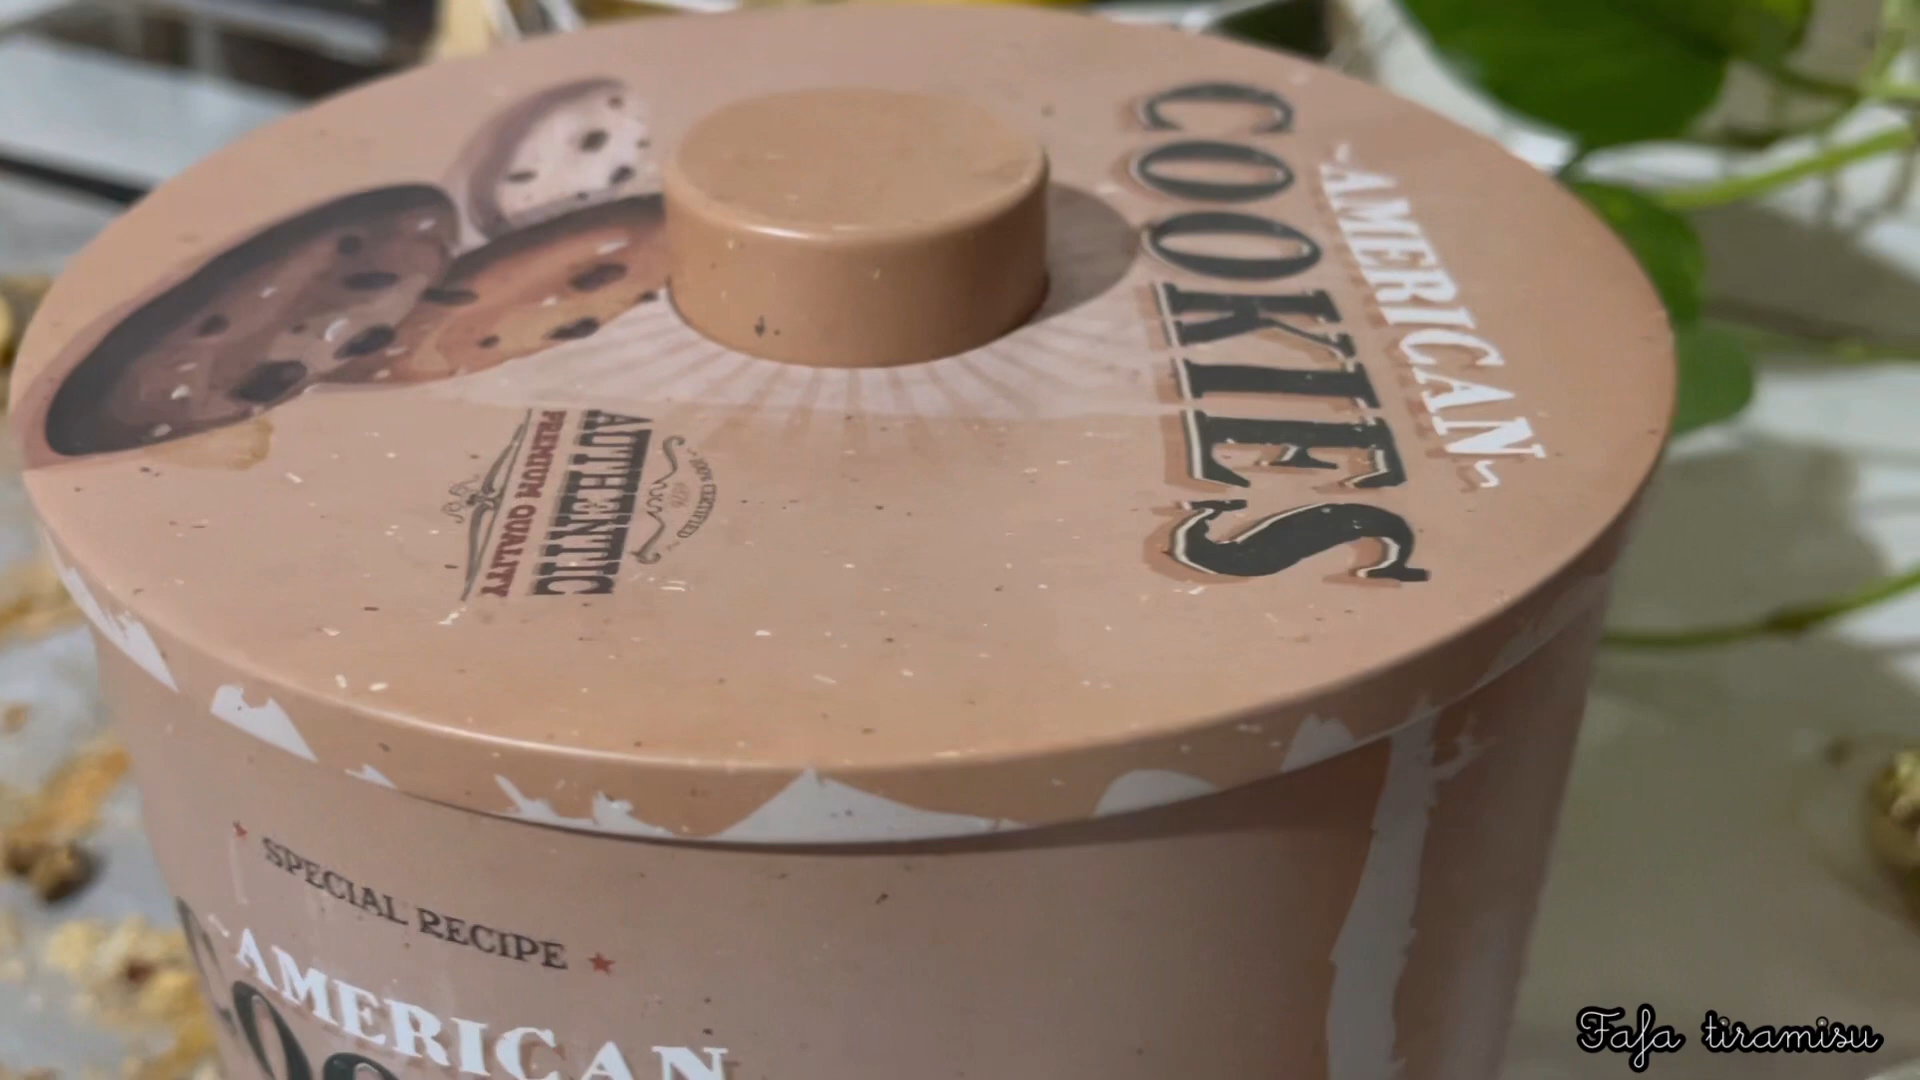 ~AMERICAN~
COOKIES
100% CERTIFIED
AUTHENTIC
PREMIUM QUALITY
★ SPECIAL RECIPE ★
AMERICAN
Fafa tiramisu